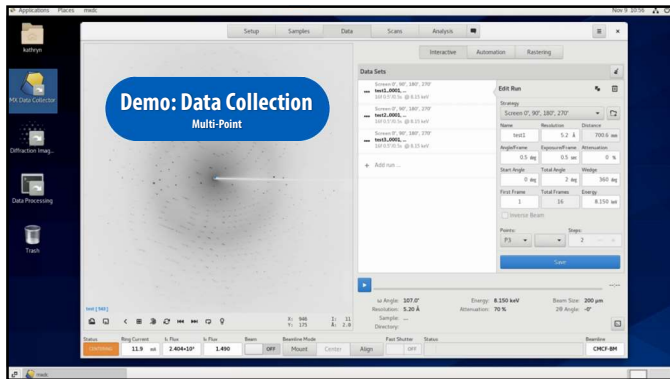 Applications Places mxdc Nov 9 10:56
kathryn
MX Data Collector
Diffraction Imag...
Data Processing
Trash
Setup Samples Data Scans Analysis
Interactive Automation Rastering
Demo: Data Collection
Multi-Point
Data Sets
Screen 0°, 90°, 180°, 270°
test1_0001, ...
Screen 0°, 90°, 180°, 270°
test2_0001, ...
Screen 0°, 90°, 180°, 270°
test3_0001, ...
+ Add run ...
Edit Run
Strategy
Screen 0°, 90°, 180°, 270°
Name Resolution Distance
test1 5.2 Å 700.6 mm
Angle/Frame Exposure/Frame Attenuation
0.5 deg 0.5 sec 0 %
Start Angle Total Angle Wedge
0 deg 2 deg 360 deg
First Frame Total Frames Energy
1 16 8.150 keV
Inverse Beam
Points: Steps:
P3 2 - +
Save
--:--
ω Angle: 107.0° Energy: 8.150 keV Beam Size: 200 µm
Resolution: 5.20 Å Attenuation: 70 % 2θ Angle: -0°
Sample: ...
Directory:
X: 946 I: 11
Y: 175 Å: 2.8
Status Ring Current I₀ Flux I₁ Flux Beam Beamline Mode Fast Shutter Status Beamline
11.9 mA 1.490 OFF Mount Center Align OFF CMCF-BM
mxdc